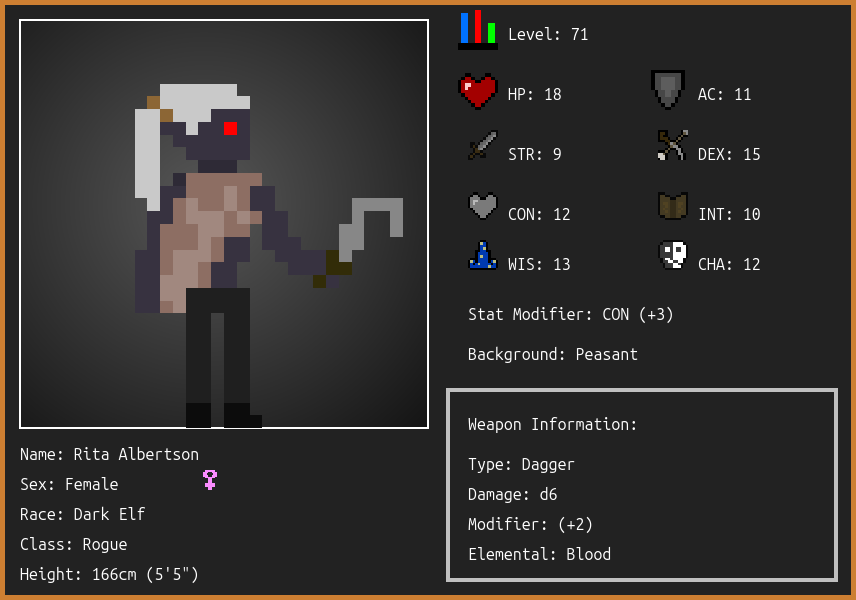 Level: 71
HP: 18
AC: 11
STR: 9
DEX: 15
CON: 12
INT: 10
WIS: 13
CHA: 12
Stat Modifier: CON (+3)
Background: Peasant
Weapon Information:
Type: Dagger
Damage: d6
Modifier: (+2)
Elemental: Blood
Name: Rita Albertson
Sex: Female
Race: Dark Elf
Class: Rogue
Height: 166cm (5'5")